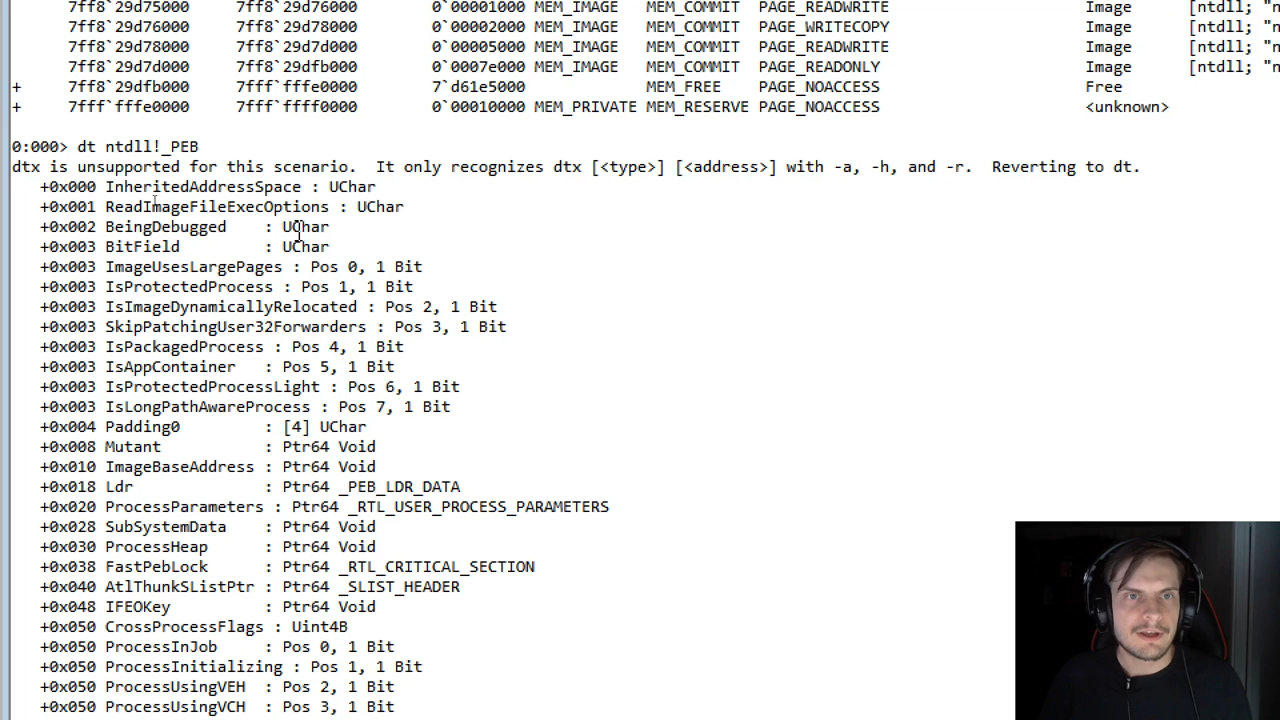 7ff8`29d75000 7ff8`29d76000 0`00001000 MEM_IMAGE MEM_COMMIT PAGE_READWRITE Image [ntdll; "n
7ff8`29d76000 7ff8`29d78000 0`00002000 MEM_IMAGE MEM_COMMIT PAGE_WRITECOPY Image [ntdll; "n
7ff8`29d78000 7ff8`29d7d000 0`00005000 MEM_IMAGE MEM_COMMIT PAGE_READWRITE Image [ntdll; "n
7ff8`29d7d000 7ff8`29dfb000 0`0007e000 MEM_IMAGE MEM_COMMIT PAGE_READONLY Image [ntdll; "n
+ 7ff8`29dfb000 7fff`fffe0000 7`d61e5000 MEM_FREE PAGE_NOACCESS Free
+ 7fff`fffe0000 7fff`ffff0000 0`00010000 MEM_PRIVATE MEM_RESERVE PAGE_NOACCESS <unknown>
0:000> dt ntdll!_PEB
dtx is unsupported for this scenario.  It only recognizes dtx [<type>] [<address>] with -a, -h, and -r.  Reverting to dt.
+0x000 InheritedAddressSpace : UChar
+0x001 ReadImageFileExecOptions : UChar
+0x002 BeingDebugged : UChar
+0x003 BitField : UChar
+0x003 ImageUsesLargePages : Pos 0, 1 Bit
+0x003 IsProtectedProcess : Pos 1, 1 Bit
+0x003 IsImageDynamicallyRelocated : Pos 2, 1 Bit
+0x003 SkipPatchingUser32Forwarders : Pos 3, 1 Bit
+0x003 IsPackagedProcess : Pos 4, 1 Bit
+0x003 IsAppContainer : Pos 5, 1 Bit
+0x003 IsProtectedProcessLight : Pos 6, 1 Bit
+0x003 IsLongPathAwareProcess : Pos 7, 1 Bit
+0x004 Padding0 : [4] UChar
+0x008 Mutant : Ptr64 Void
+0x010 ImageBaseAddress : Ptr64 Void
+0x018 Ldr : Ptr64 _PEB_LDR_DATA
+0x020 ProcessParameters : Ptr64 _RTL_USER_PROCESS_PARAMETERS
+0x028 SubSystemData : Ptr64 Void
+0x030 ProcessHeap : Ptr64 Void
+0x038 FastPebLock : Ptr64 _RTL_CRITICAL_SECTION
+0x040 AtlThunkSListPtr : Ptr64 _SLIST_HEADER
+0x048 IFEOKey : Ptr64 Void
+0x050 CrossProcessFlags : Uint4B
+0x050 ProcessInJob : Pos 0, 1 Bit
+0x050 ProcessInitializing : Pos 1, 1 Bit
+0x050 ProcessUsingVEH : Pos 2, 1 Bit
+0x050 ProcessUsingVCH : Pos 3, 1 Bit